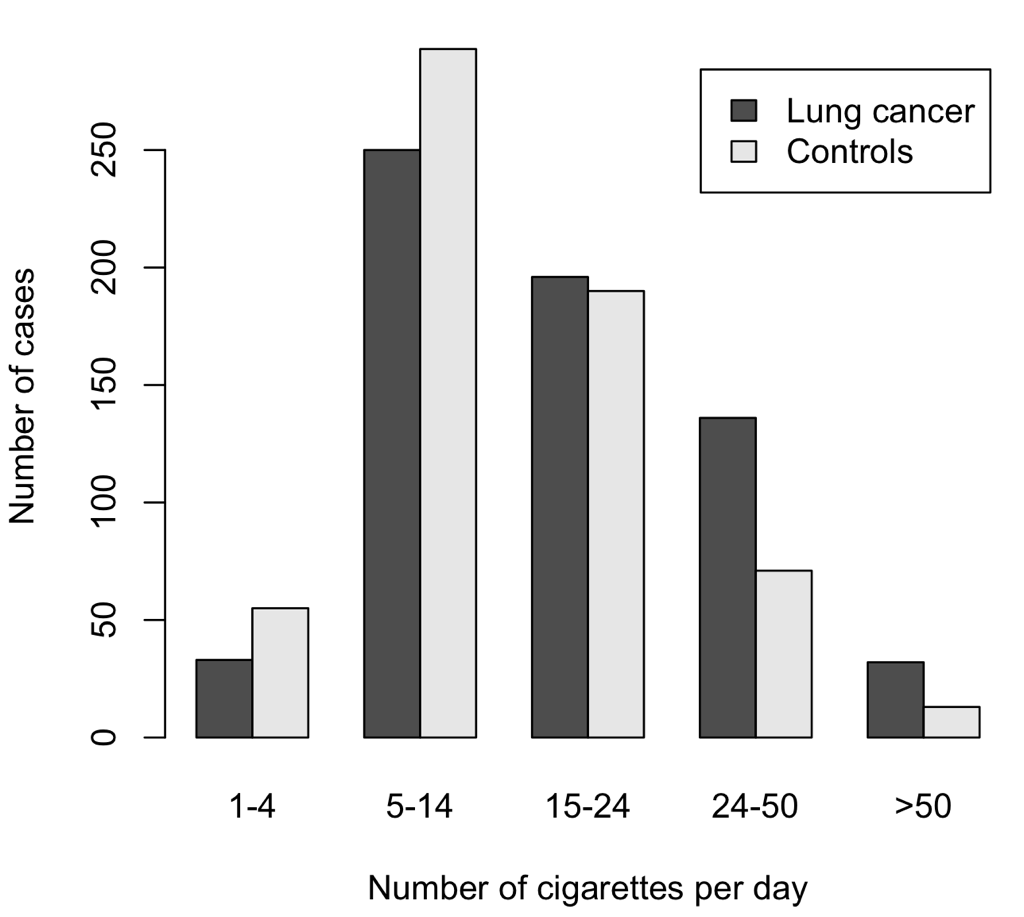 Lung cancer
Controls
Number of cases
250
200
150
100
50
0
1-4 5-14 15-24 24-50 >50
Number of cigarettes per day